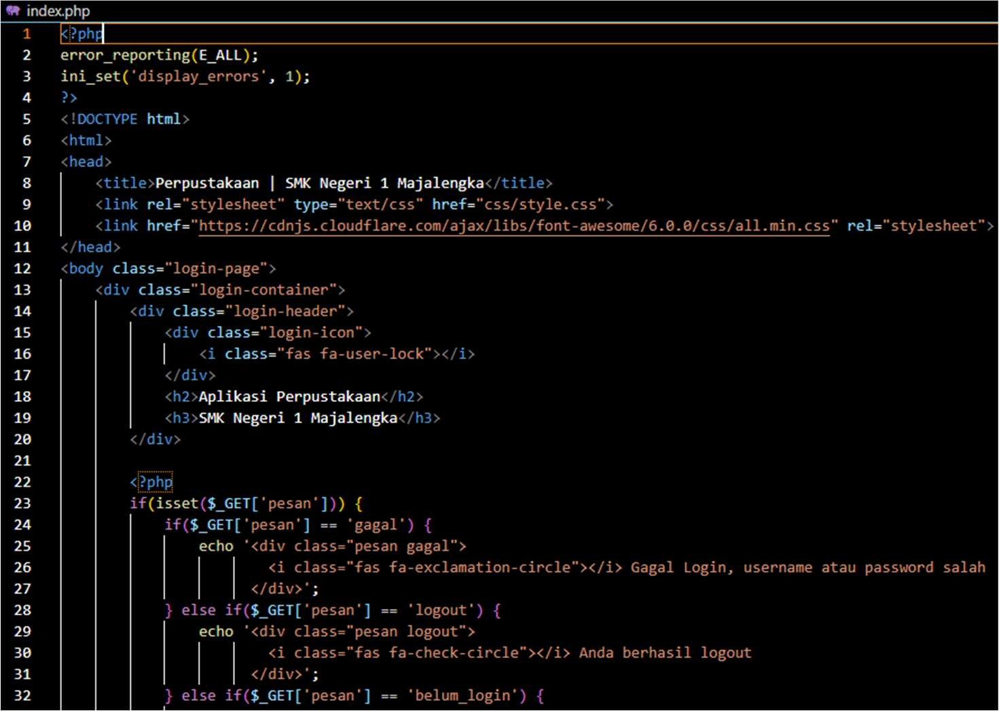 index.php
1 <?php
2 error_reporting(E_ALL);
3 ini_set('display_errors', 1);
4 ?>
5 <!DOCTYPE html>
6 <html>
7 <head>
8     <title>Perpustakaan | SMK Negeri 1 Majalengka</title>
9     <link rel="stylesheet" type="text/css" href="css/style.css">
10     <link href="https://cdnjs.cloudflare.com/ajax/libs/font-awesome/6.0.0/css/all.min.css" rel="stylesheet">
11 </head>
12 <body class="login-page">
13     <div class="login-container">
14         <div class="login-header">
15             <div class="login-icon">
16                 <i class="fas fa-user-lock"></i>
17             </div>
18             <h2>Aplikasi Perpustakaan</h2>
19             <h3>SMK Negeri 1 Majalengka</h3>
20         </div>
21
22         <?php
23         if(isset($_GET['pesan'])) {
24             if($_GET['pesan'] == 'gagal') {
25                 echo '<div class="pesan gagal">
26                         <i class="fas fa-exclamation-circle"></i> Gagal Login, username atau password salah
27                       </div>';
28             } else if($_GET['pesan'] == 'logout') {
29                 echo '<div class="pesan logout">
30                         <i class="fas fa-check-circle"></i> Anda berhasil logout
31                       </div>';
32             } else if($_GET['pesan'] == 'belum_login') {